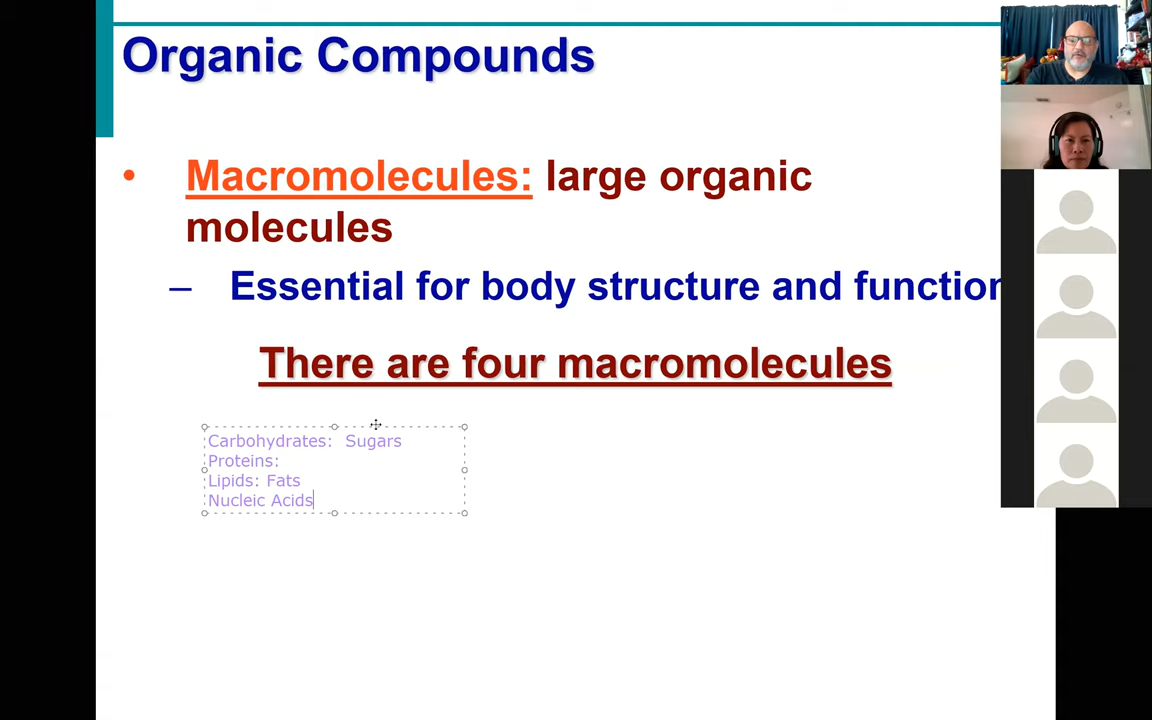 Organic Compounds
• Macromolecules: large organic
molecules
– Essential for body structure and function
There are four macromolecules
Carbohydrates:  Sugars
Proteins:
Lipids: Fats
Nucleic Acids